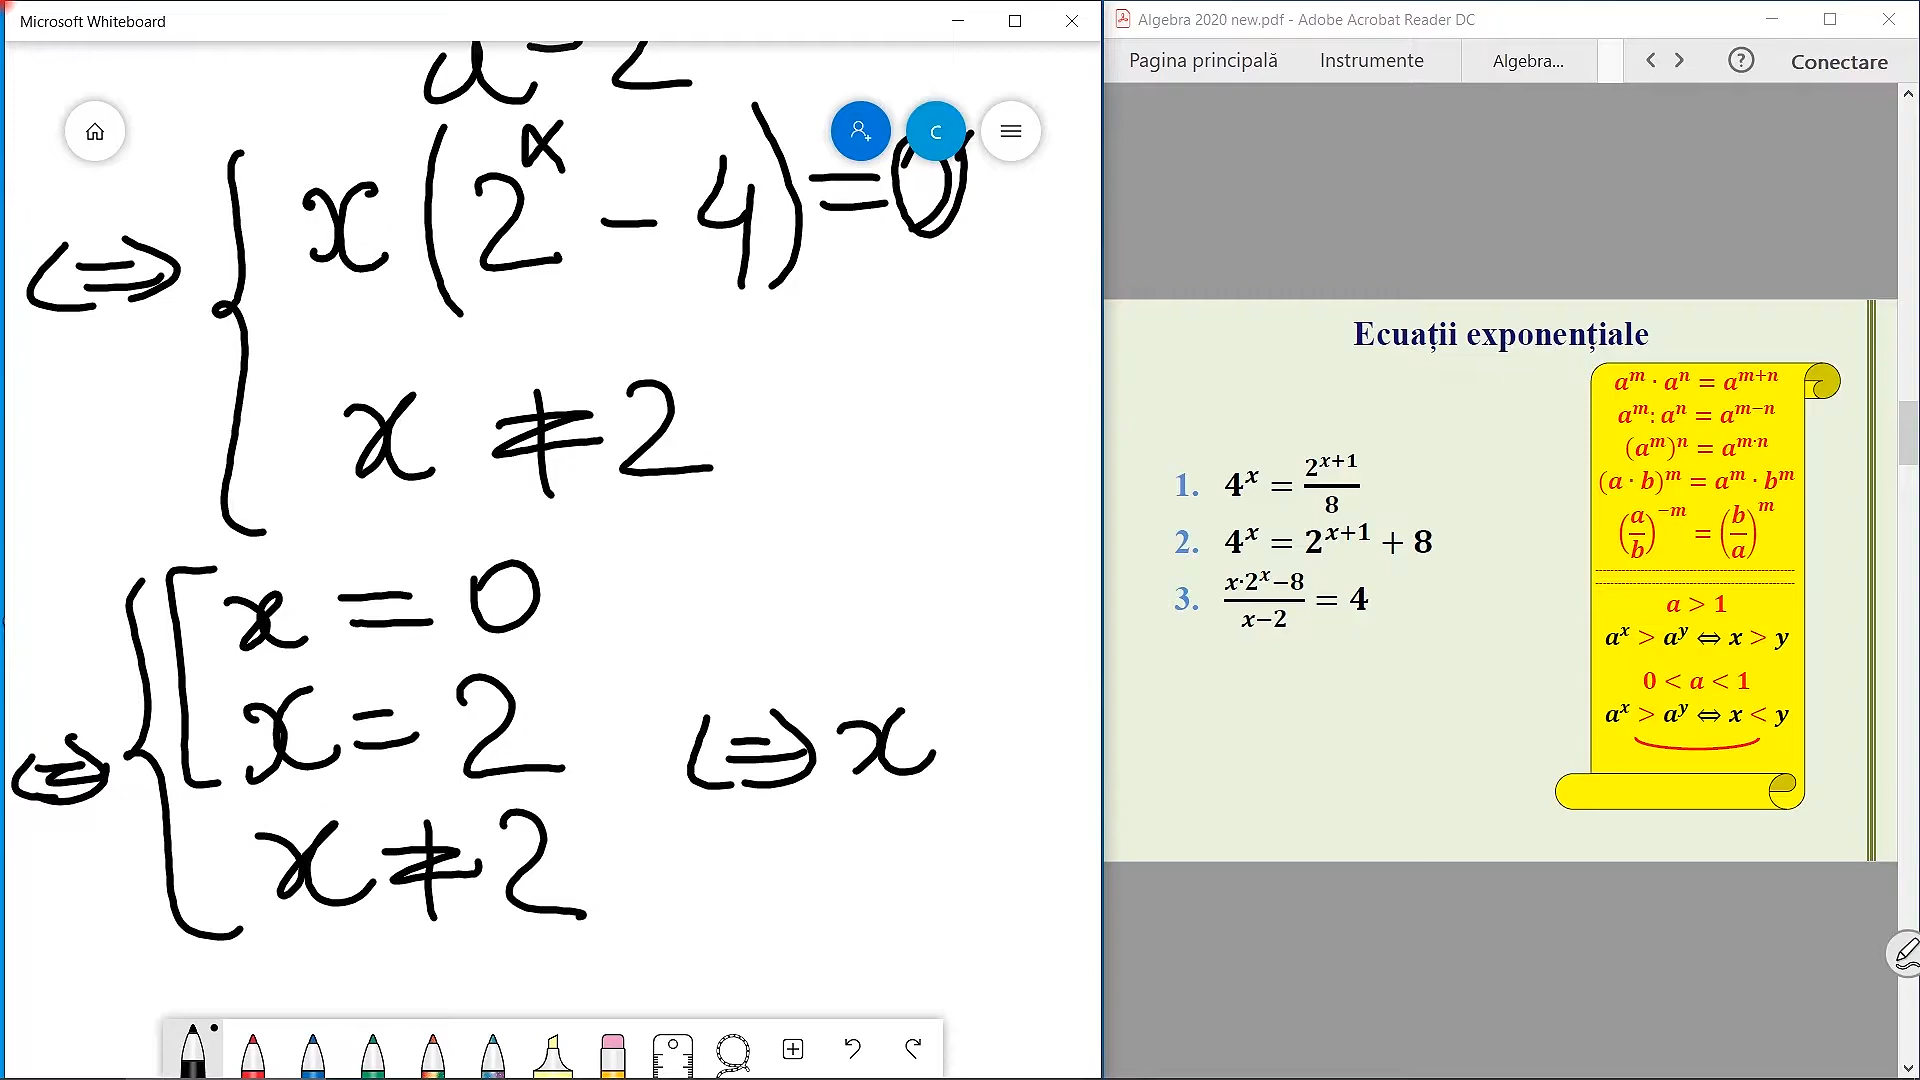 Microsoft Whiteboard
x(2^x - 4) = 0
x ≠ 2
⇔
x = 0
x = 2
⇔ x
x ≠ 2
⇔
C
Algebra 2020 new.pdf - Adobe Acrobat Reader DC
Pagina principală Instrumente Algebra... Conectare
Ecuații exponențiale
1. 4^x = 2^{x+1}/8
2. 4^x = 2^{x+1} + 8
3. (x·2^x−8)/(x−2) = 4
a^m · a^n = a^{m+n}
a^m : a^n = a^{m−n}
(a^m)^n = a^{m·n}
(a · b)^m = a^m · b^m
(a/b)^{−m} = (b/a)^m
a > 1
a^x > a^y ⇔ x > y
0 < a < 1
a^x > a^y ⇔ x < y